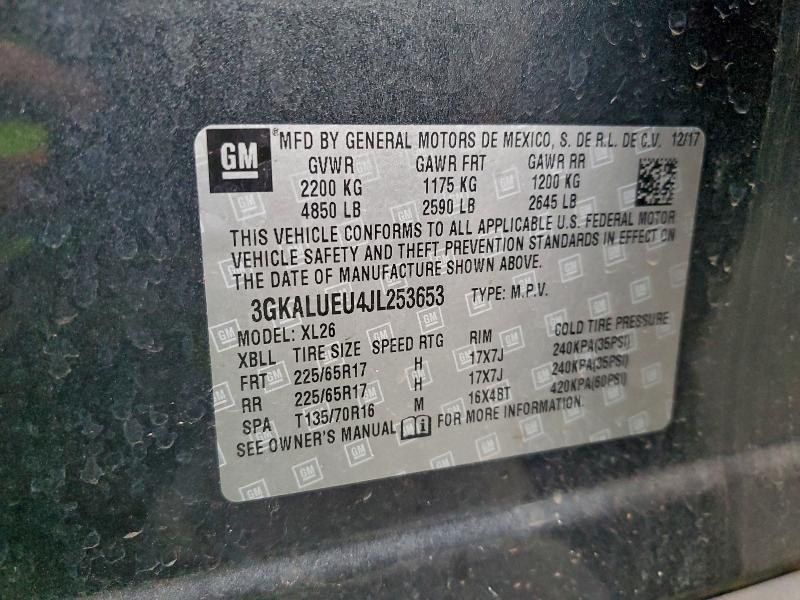 GM ® MFD BY GENERAL MOTORS DE MEXICO, S. DE R.L. DE C.V. 12/17
GVWR GAWR FRT GAWR RR
2200 KG 1175 KG 1200 KG
4850 LB 2590 LB 2645 LB
THIS VEHICLE CONFORMS TO ALL APPLICABLE U.S. FEDERAL MOTOR
VEHICLE SAFETY AND THEFT PREVENTION STANDARDS IN EFFECT ON
THE DATE OF MANUFACTURE SHOWN ABOVE.
3GKALUEU4JL253653 TYPE: M.P.V.
MODEL: XL26
XBLL TIRE SIZE SPEED RTG RIM COLD TIRE PRESSURE
FRT 225/65R17 H 17X7J 240KPA(35PSI)
RR 225/65R17 H 17X7J 240KPA(35PSI)
SPA T135/70R16 M 16X4BT 420KPA(60PSI)
SEE OWNER'S MANUAL FOR MORE INFORMATION.